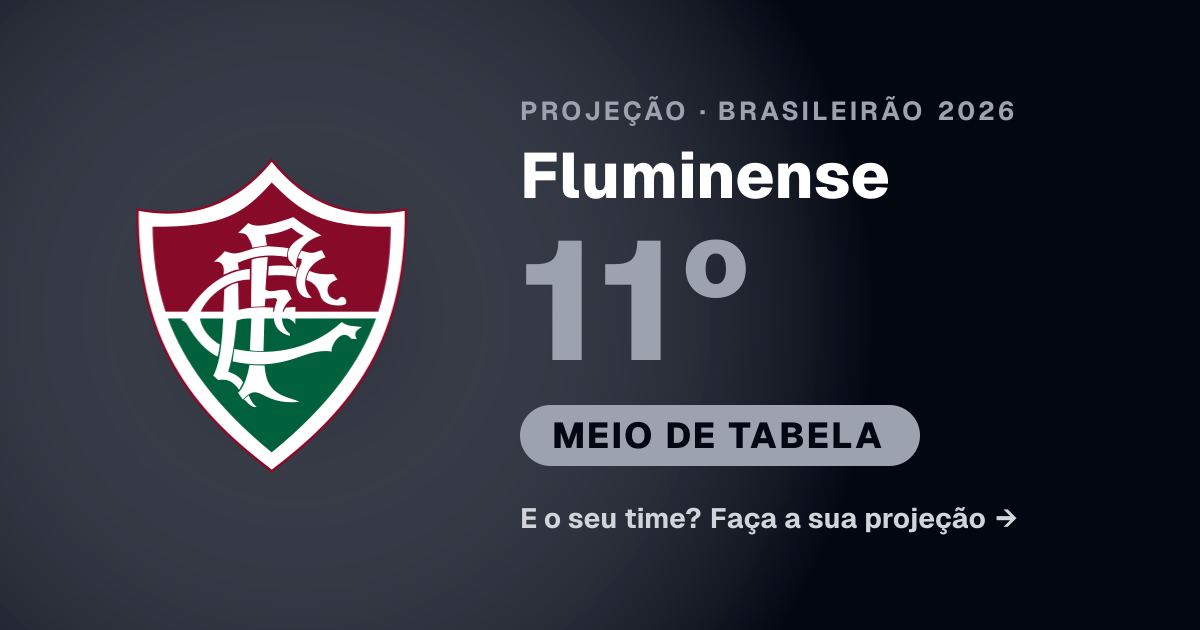 PROJEÇÃO · BRASILEIRÃO 2026
Fluminense
11º
MEIO DE TABELA
E o seu time? Faça a sua projeção →